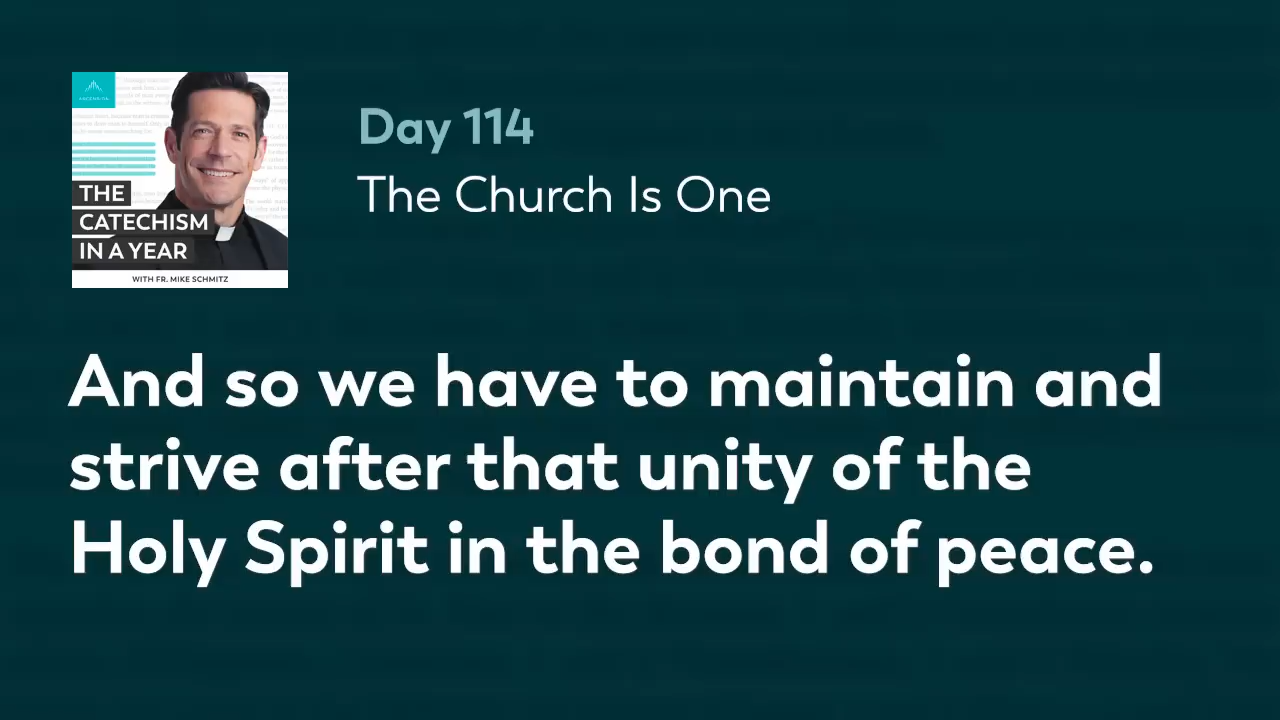 ASCENSION
THE
CATECHISM
IN A YEAR
WITH FR. MIKE SCHMITZ
Day 114
The Church Is One
And so we have to maintain and
strive after that unity of the
Holy Spirit in the bond of peace.